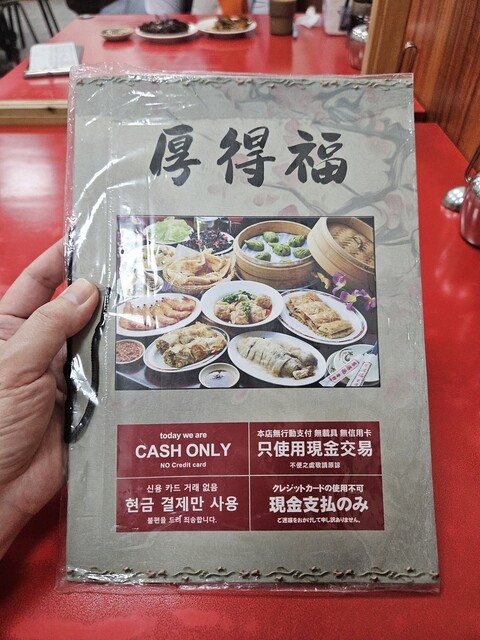 厚得福
today we are
CASH ONLY
NO Credit card
本店無行動支付 無載具 無信用卡
只使用現金交易
不便之處敬請原諒
신용 카드 거래 없음
현금 결제만 사용
불편을 드려 죄송합니다.
クレジットカードの使用不可
現金支払のみ
ご迷惑をおかけして申し訳ありません。